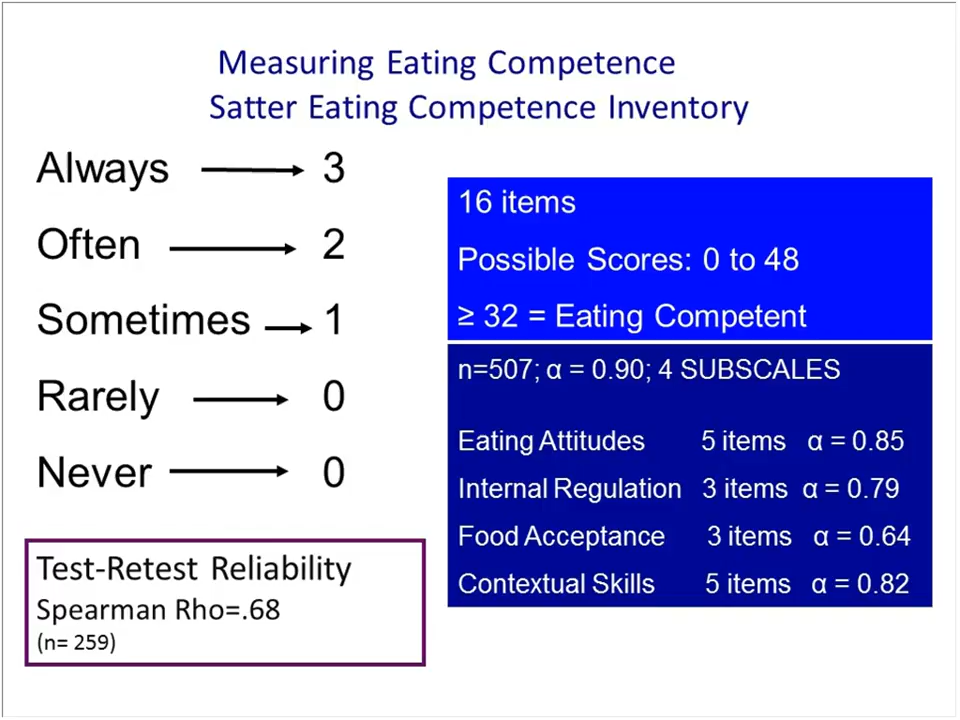 Measuring Eating Competence
Satter Eating Competence Inventory
Always 3
Often 2
Sometimes 1
Rarely 0
Never 0
Test-Retest Reliability
Spearman Rho=.68
(n= 259)
16 items
Possible Scores: 0 to 48
≥ 32 = Eating Competent
n=507; α = 0.90; 4 SUBSCALES
Eating Attitudes 5 items α = 0.85
Internal Regulation 3 items α = 0.79
Food Acceptance 3 items α = 0.64
Contextual Skills 5 items α = 0.82